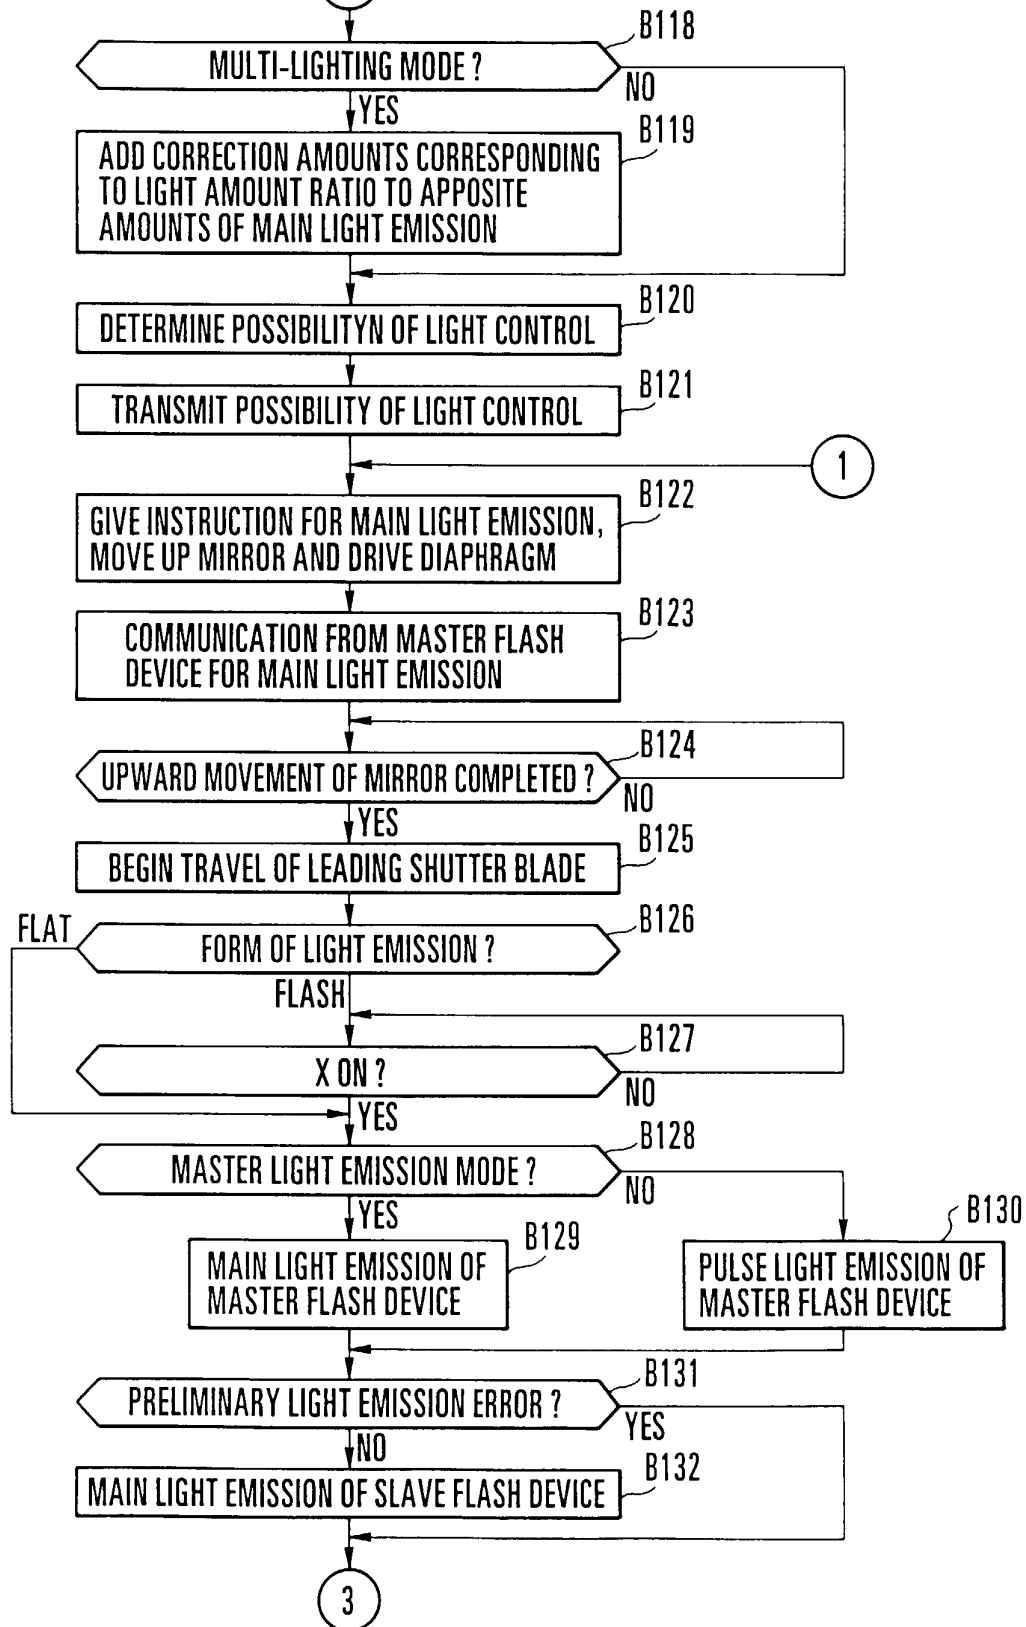 B118
MULTI-LIGHTING MODE ?
NO
YES
B119
ADD CORRECTION AMOUNTS CORRESPONDING
TO LIGHT AMOUNT RATIO TO APPOSITE
AMOUNTS OF MAIN LIGHT EMISSION
B120
DETERMINE POSSIBILITYN OF LIGHT CONTROL
B121
TRANSMIT POSSIBILITY OF LIGHT CONTROL
1
B122
GIVE INSTRUCTION FOR MAIN LIGHT EMISSION,
MOVE UP MIRROR AND DRIVE DIAPHRAGM
B123
COMMUNICATION FROM MASTER FLASH
DEVICE FOR MAIN LIGHT EMISSION
B124
UPWARD MOVEMENT OF MIRROR COMPLETED ?
NO
YES
B125
BEGIN TRAVEL OF LEADING SHUTTER BLADE
B126
FLAT
FORM OF LIGHT EMISSION ?
FLASH
B127
X ON ?
NO
YES
B128
MASTER LIGHT EMISSION MODE ?
NO
YES
B129
MAIN LIGHT EMISSION OF
MASTER FLASH DEVICE
B130
PULSE LIGHT EMISSION OF
MASTER FLASH DEVICE
B131
PRELIMINARY LIGHT EMISSION ERROR ?
YES
NO
B132
MAIN LIGHT EMISSION OF SLAVE FLASH DEVICE
3